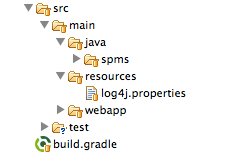 src
main
java
spms
resources
log4j.properties
webapp
test
build.gradle